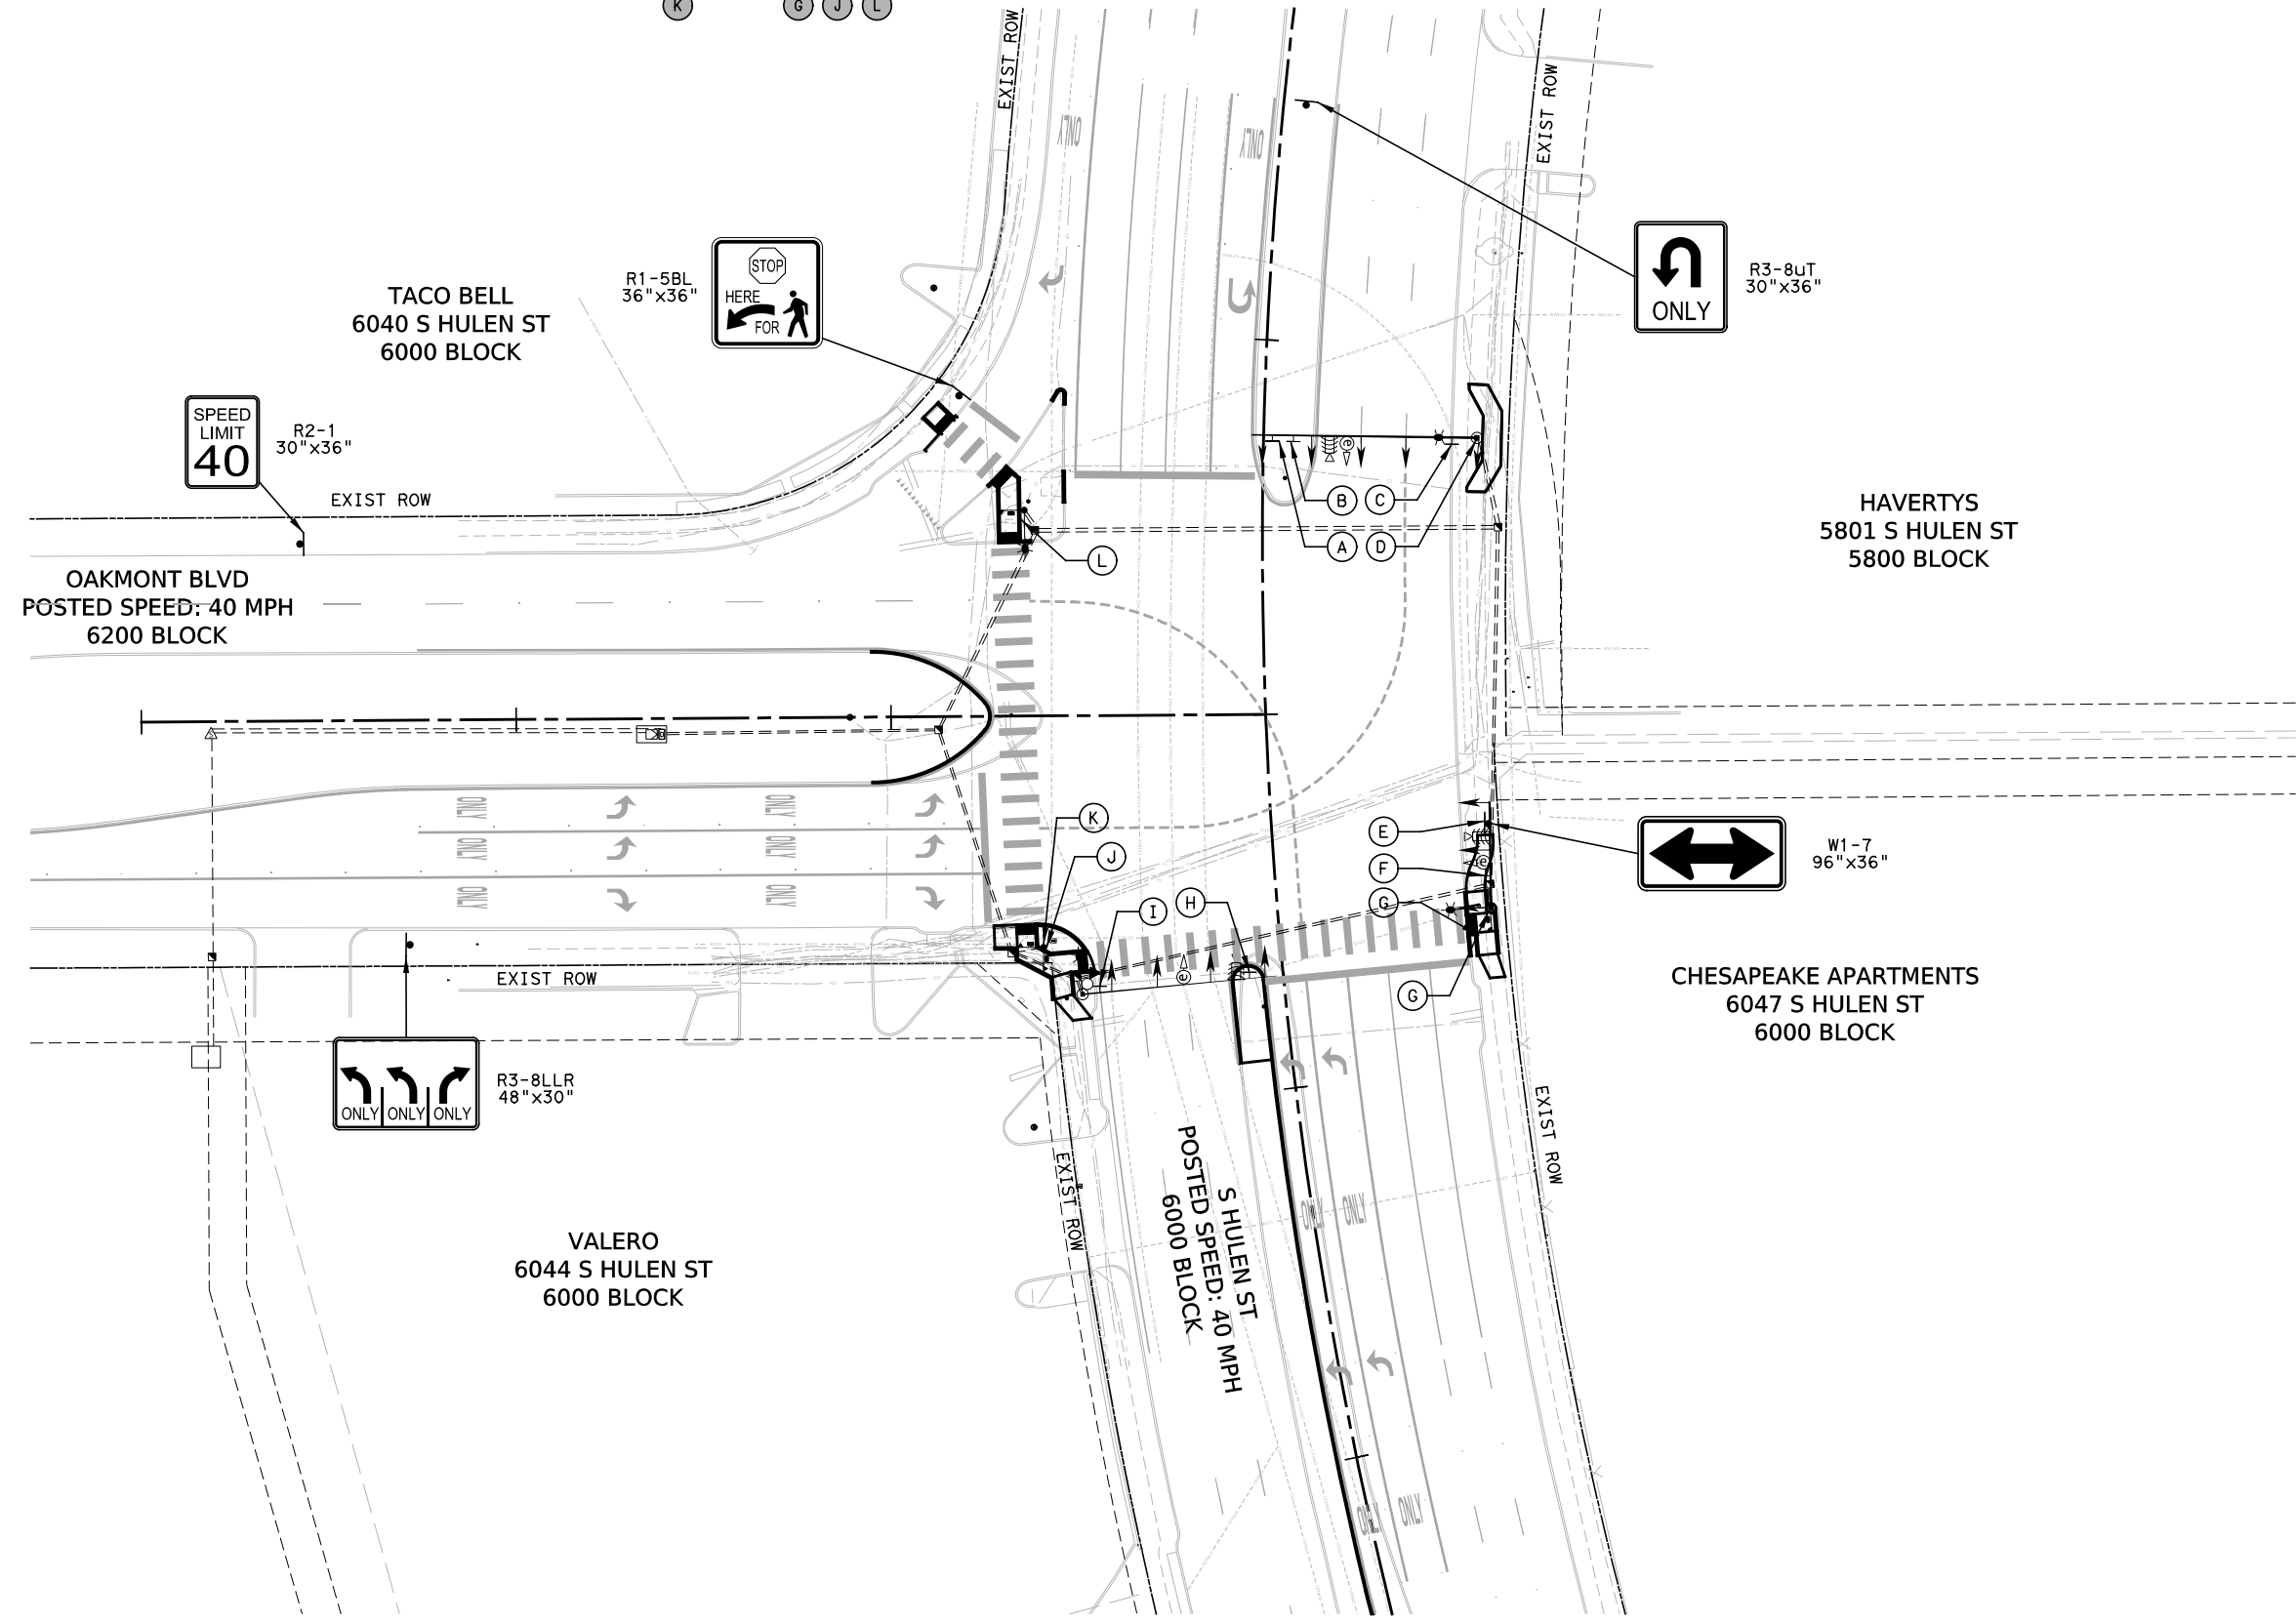 K G J L
EXIST ROW
EXIST ROW
ONLY
ONLY
TACO BELL
6040 S HULEN ST
6000 BLOCK
R1-5BL
36"x36"
STOP
HERE
FOR
ONLY
R3-8uT
30"x36"
SPEED
LIMIT
40
R2-1
30"x36"
EXIST ROW
B C
A D
L
HAVERTYS
5801 S HULEN ST
5800 BLOCK
OAKMONT BLVD
POSTED SPEED: 40 MPH
6200 BLOCK
ONLY ONLY
ONLY ONLY
ONLY ONLY
K
J
I
H
E
F
G
G
W1-7
96"x36"
EXIST ROW
CHESAPEAKE APARTMENTS
6047 S HULEN ST
6000 BLOCK
ONLY ONLY ONLY
R3-8LLR
48"x30"
EXIST ROW
EXIST ROW
S HULEN ST
POSTED SPEED: 40 MPH
6000 BLOCK
ONLY ONLY
VALERO
6044 S HULEN ST
6000 BLOCK
ONLY ONLY